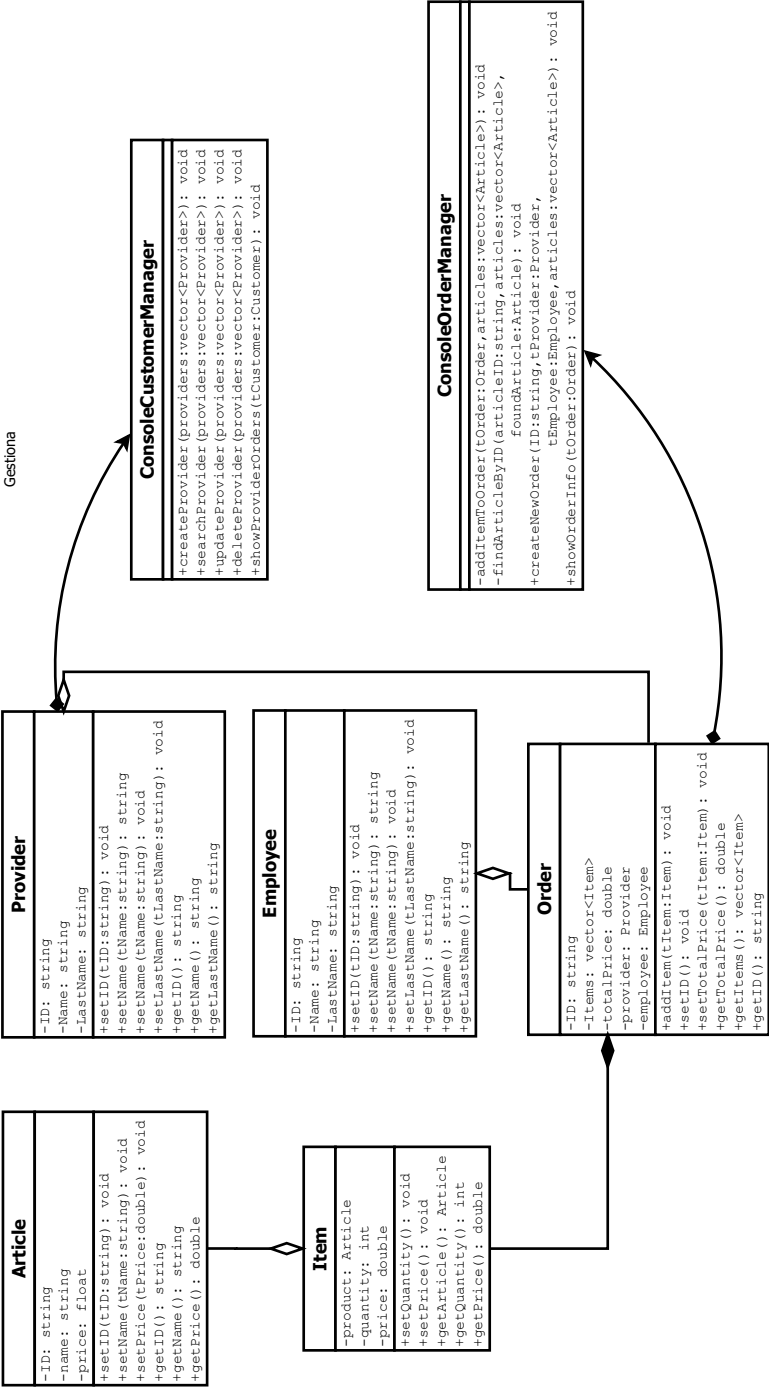 Gestiona
Article
-ID: string
-name: string
-price: float
+setID(tID:string): void
+setName(tName:string): void
+setPrice(tPrice:double): void
+getID(): string
+getName(): string
+getPrice(): double
Provider
-ID: string
-Name: string
-LastName: string
+setID(tID:string): void
+setName(tName:string): string
+setName(tName:string): void
+setLastName(tLastName:string): void
+getID(): string
+getName(): string
+getLastName(): string
ConsoleCustomerManager
+createProvider(providers:vector<Provider>): void
+searchProvider(providers:vector<Provider>): void
+updateProvider(providers:vector<Provider>): void
+deleteProvider(providers:vector<Provider>): void
+showProviderOrders(tCustomer:Customer): void
Item
-product: Article
-quantity: int
-price: double
+setQuantity(): void
+setPrice(): void
+getArticle(): Article
+getQuantity(): int
+getPrice(): double
Employee
-ID: string
-Name: string
-LastName: string
+setID(tID:string): void
+setName(tName:string): string
+setName(tName:string): void
+setLastName(tLastName:string): void
+getID(): string
+getName(): string
+getLastName(): string
Order
-ID: string
-Items: vector<Item>
-totalPrice: double
-provider: Provider
-employee: Employee
+addItem(tItem:Item): void
+setID(): void
+setTotalPrice(tItem:Item): void
+getTotalPrice(): double
+getItems(): vector<Item>
+getID(): string
ConsoleOrderManager
-addItemToOrder(tOrder:Order,articles:vector<Article>): void
-findArticleByID(articleID:string,articles:vector<Article>,
foundArticle:Article): void
+createNewOrder(ID:string,tProvider:Provider,
tEmployee:Employee,articles:vector<Article>): void
+showOrderInfo(tOrder:Order): void